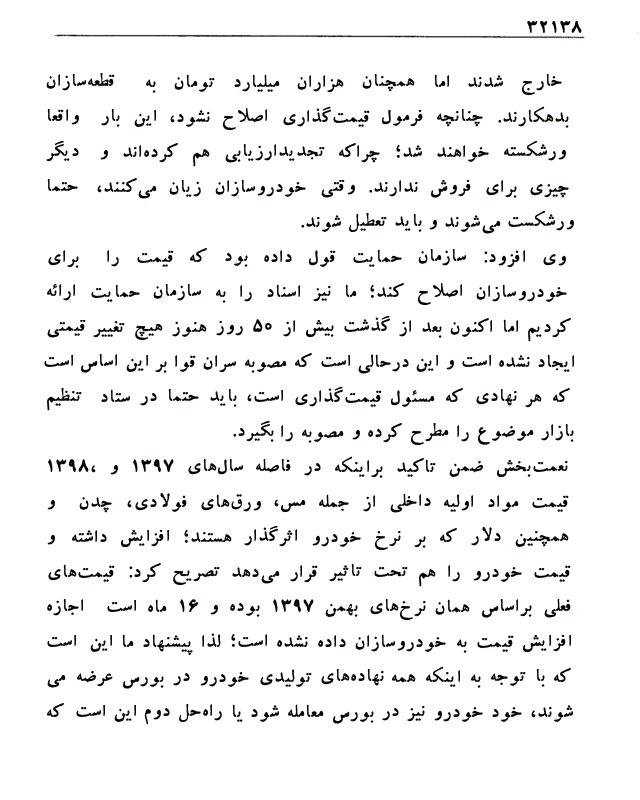 ۳۲۱۳۸
خارج شدند اما همچنان هزاران میلیارد تومان به قطعه‌سازان
بدهکارند. چنانچه فرمول قیمت‌گذاری اصلاح نشود، این بار واقعا
ورشکسته خواهند شد؛ چراکه تجدیدارزیابی هم کرده‌اند و دیگر
چیزی برای فروش ندارند. وقتی خودروسازان زیان می‌کنند، حتما
ورشکست می‌شوند و باید تعطیل شوند.
وی افزود: سازمان حمایت قول داده بود که قیمت را برای
خودروسازان اصلاح کند؛ ما نیز اسناد را به سازمان حمایت ارائه
کردیم اما اکنون بعد از گذشت بیش از ۵۰ روز هنوز هیچ تغییر قیمتی
ایجاد نشده است و این درحالی است که مصوبه سران قوا بر این اساس است
که هر نهادی که مسئول قیمت‌گذاری است، باید حتما در ستاد تنظیم
بازار موضوع را مطرح کرده و مصوبه را بگیرد.
نعمت‌بخش ضمن تاکید براینکه در فاصله سال‌های ۱۳۹۷ و ،۱۳۹۸
قیمت مواد اولیه داخلی از جمله مس، ورق‌های فولادی، چدن و
همچنین دلار که بر نرخ خودرو اثرگذار هستند؛ افزایش داشته و
قیمت خودرو را هم تحت تاثیر قرار می‌دهد تصریح کرد: قیمت‌های
فعلی براساس همان نرخ‌های بهمن ۱۳۹۷ بوده و ۱۶ ماه است اجازه
افزایش قیمت به خودروسازان داده نشده است؛ لذا پیشنهاد ما این است
که با توجه به اینکه همه نهاده‌های تولیدی خودرو در بورس عرضه می
شوند، خود خودرو نیز در بورس معامله شود یا راه‌حل دوم این است که